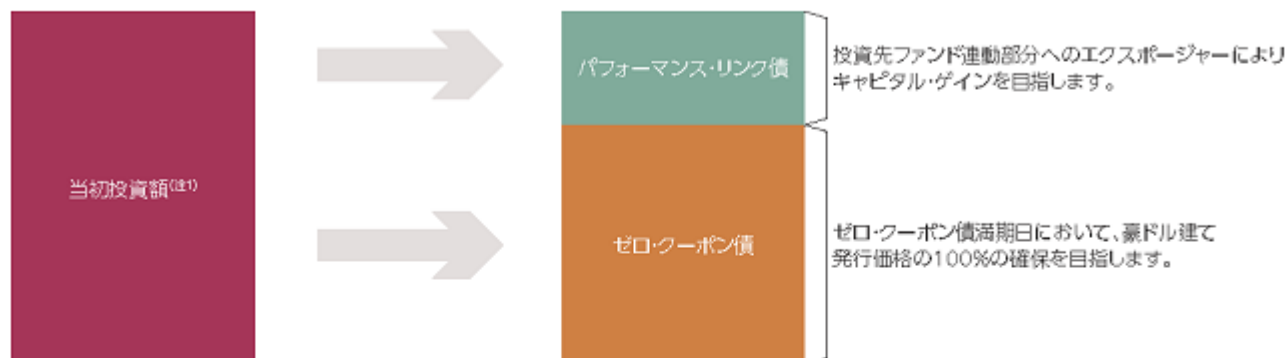 パフォーマンス・リンク債
投資先ファンド連動部分へのエクスポージャーにより
キャピタル・ゲインを目指します。
当初投資額(注1)
ゼロ・クーポン債
ゼロ・クーポン債満期日において、豪ドル建て
発行価格の100%の確保を目指します。